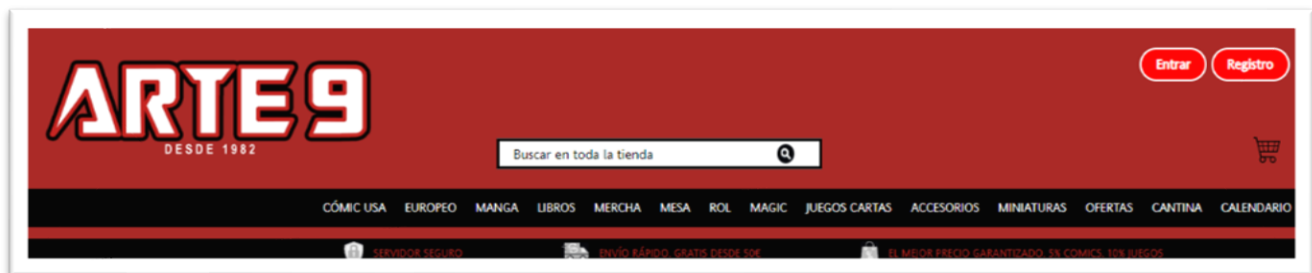 ARTE 9
DESDE 1982
Entrar
Registro
Buscar en toda la tienda
CÓMIC USA EUROPEO MANGA LIBROS MERCHA MESA ROL MAGIC JUEGOS CARTAS ACCESORIOS MINIATURAS OFERTAS CANTINA CALENDARIO
SERVIDOR SEGURO
ENVÍO RÁPIDO, GRATIS DESDE 50€
EL MEJOR PRECIO GARANTIZADO. 5% COMICS, 10% JUEGOS